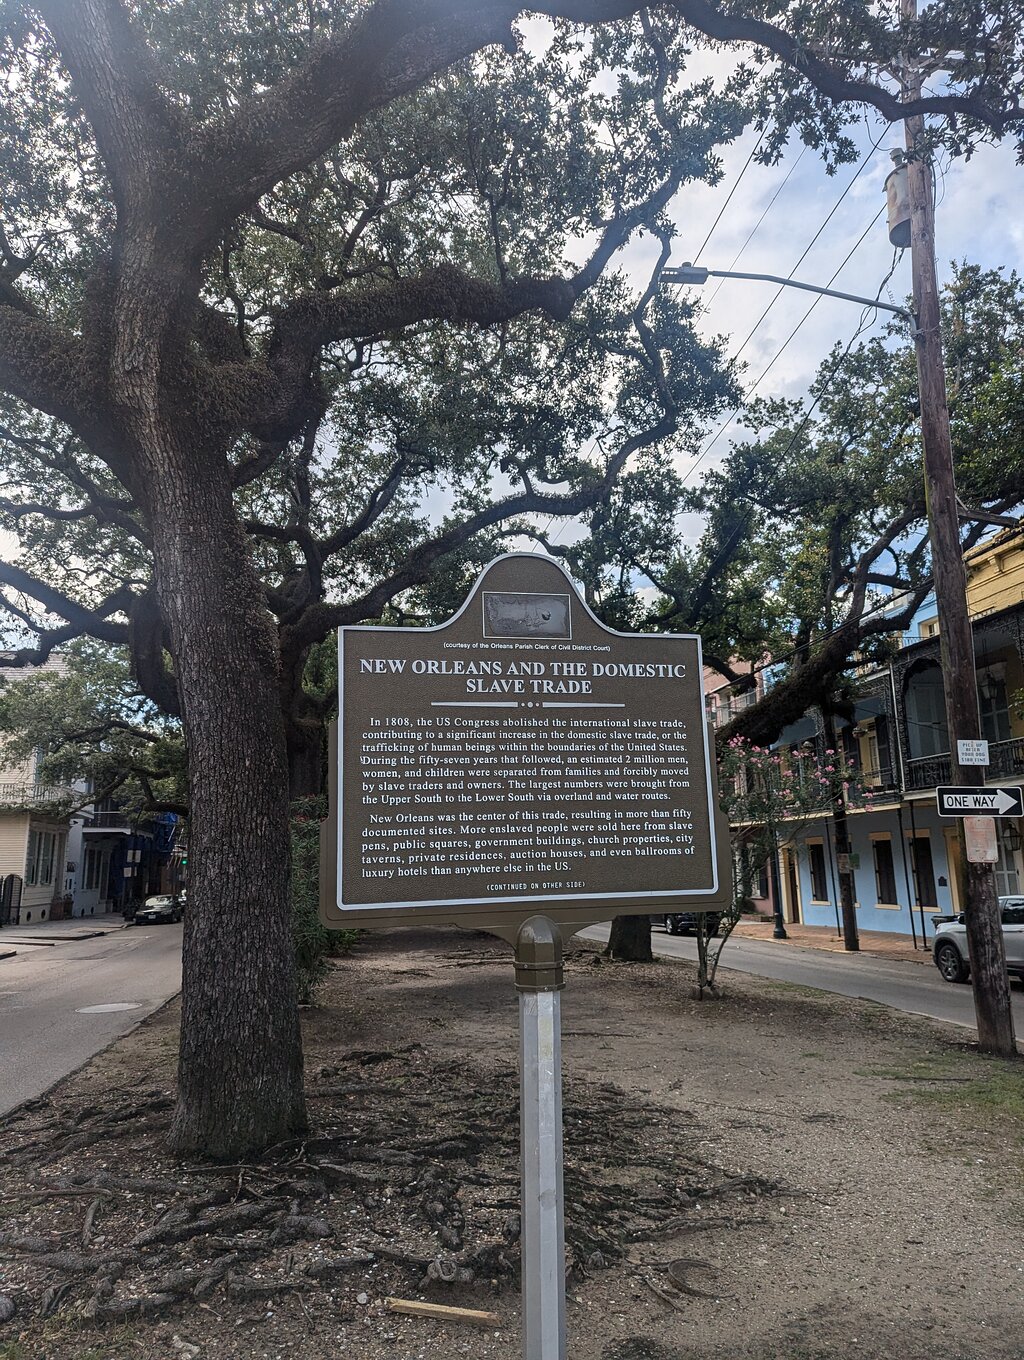 (courtesy of the Orleans Parish Clerk of Civil District Court)
NEW ORLEANS AND THE DOMESTIC
SLAVE TRADE
In 1808, the US Congress abolished the international slave trade,
contributing to a significant increase in the domestic slave trade, or the
trafficking of human beings within the boundaries of the United States.
During the fifty-seven years that followed, an estimated 2 million men,
women, and children were separated from families and forcibly moved
by slave traders and owners. The largest numbers were brought from
the Upper South to the Lower South via overland and water routes.
New Orleans was the center of this trade, resulting in more than fifty
documented sites. More enslaved people were sold here from slave
pens, public squares, government buildings, church properties, city
taverns, private residences, auction houses, and even ballrooms of
luxury hotels than anywhere else in the US.
(CONTINUED ON OTHER SIDE)
PICK UP
AFTER
YOUR DOG
ONE WAY